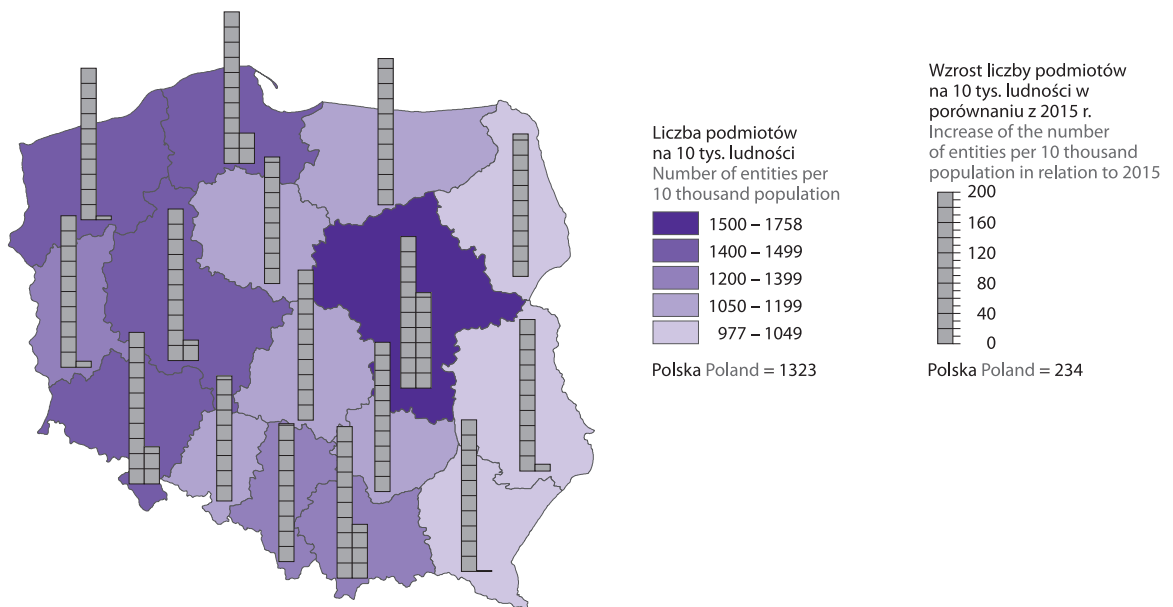 Liczba podmiotów
na 10 tys. ludności
Number of entities per
10 thousand population
1500 – 1758
1400 – 1499
1200 – 1399
1050 – 1199
977 – 1049
Polska Poland = 1323
Wzrost liczby podmiotów
na 10 tys. ludności w
porównaniu z 2015 r.
Increase of the number
of entities per 10 thousand
population in relation to 2015
200
160
120
80
40
0
Polska Poland = 234